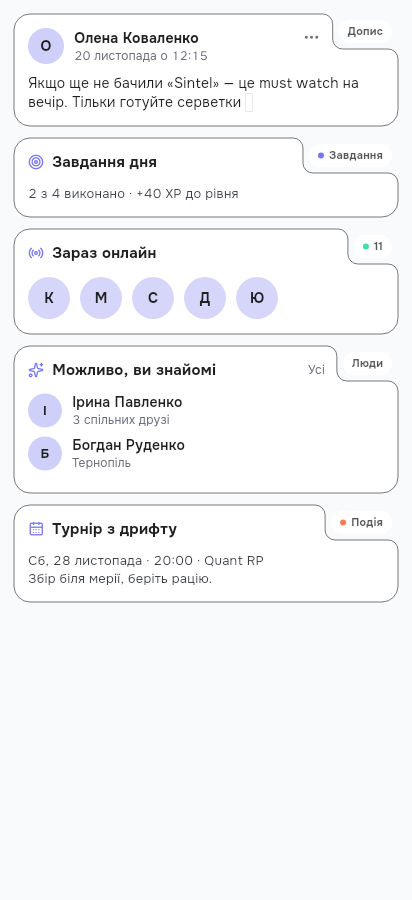 Допис
О
Олена Коваленко
20 листопада о 12:15
Якщо ще не бачили «Sintel» — це must watch на
вечір. Тільки готуйте серветки
Завдання дня
Завдання
2 з 4 виконано · +40 XP до рівня
Зараз онлайн
11
К М С Д Ю
Можливо, ви знайомі
Усі
Люди
І
Ірина Павленко
3 спільних друзі
Б
Богдан Руденко
Тернопіль
Турнір з дрифту
Подія
Сб, 28 листопада · 20:00 · Quant RP
Збір біля мерії, беріть рацію.